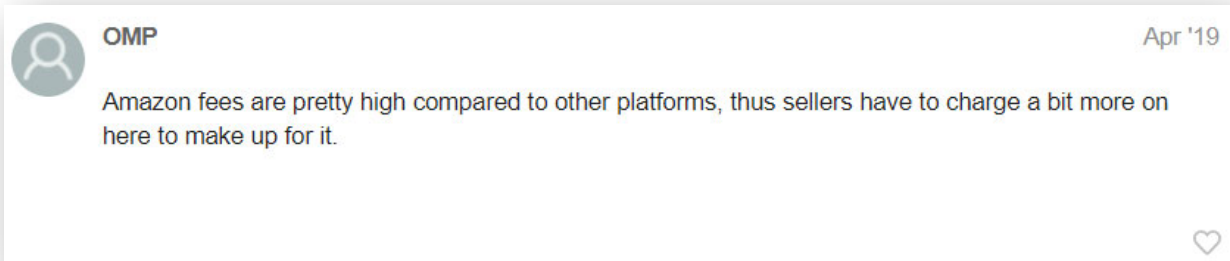 OMP
Apr '19
Amazon fees are pretty high compared to other platforms, thus sellers have to charge a bit more on
here to make up for it.